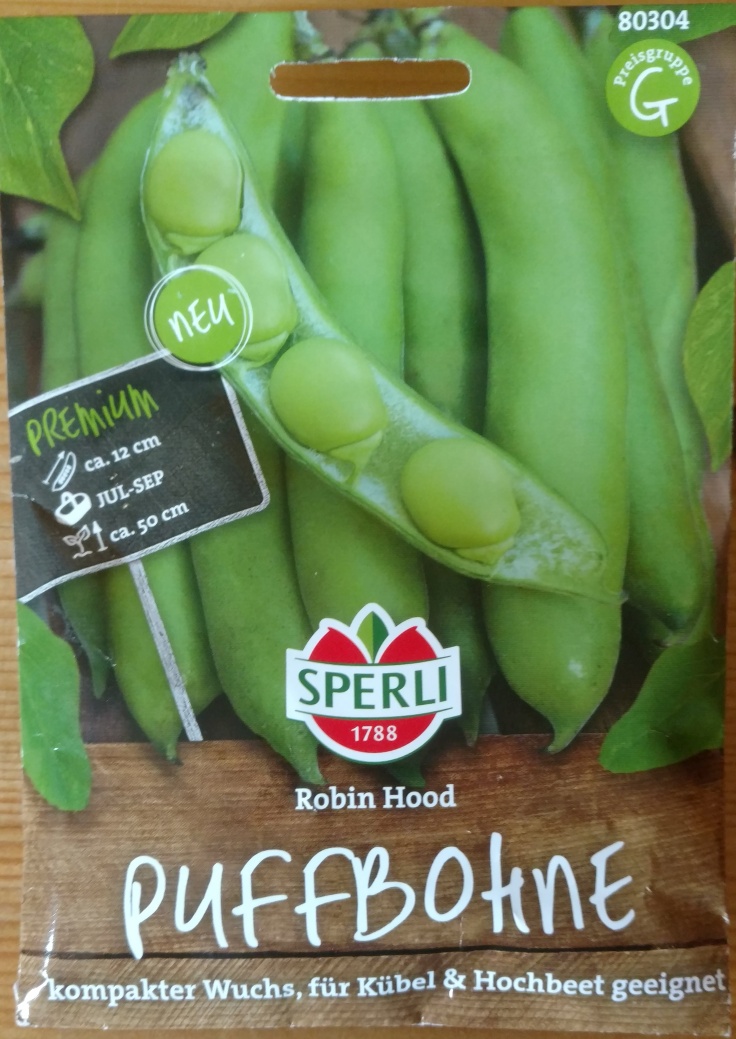 80304
Preisgruppe
G
NEU
PREMIUM
ca. 12 cm
JUL-SEP
ca. 50 cm
SPERLI
1788
Robin Hood
PUFFBOHNE
kompakter Wuchs, für Kübel & Hochbeet geeignet